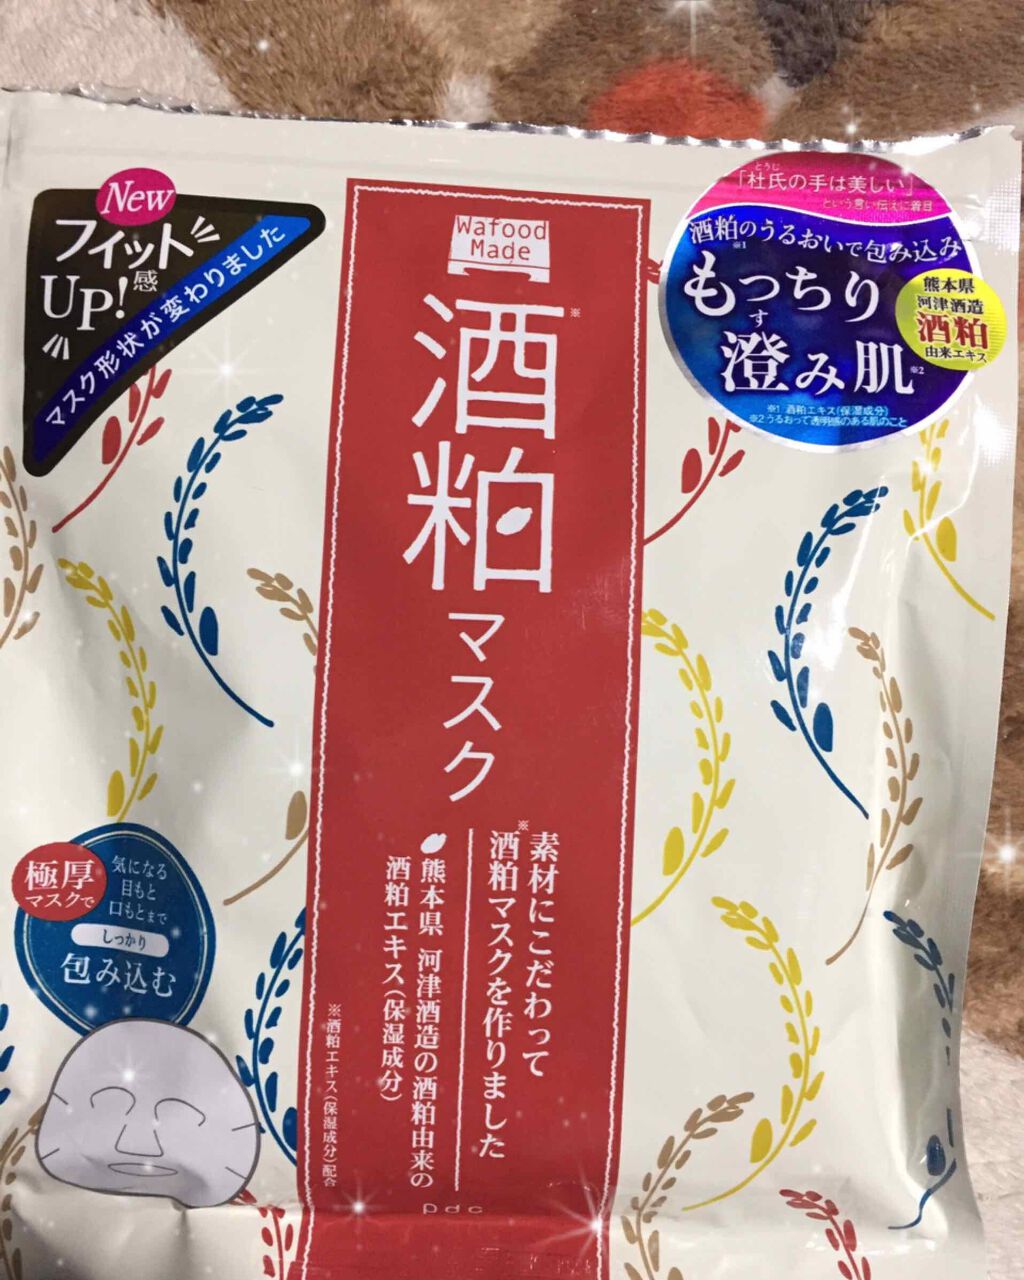 New
フィット
感
UP!
マスク形状が変わりました
とうじ
「杜氏の手は美しい」
という言い伝えに着目
酒粕のうるおいで包み込み
※1
もっちり
す
澄み肌
※2
※1 酒粕エキス(保湿成分)
※2 うるおって透明感のある肌のこと
熊本県
河津酒造
酒粕
由来エキス
Wafood
Made
酒粕マスク
※
素材にこだわって
※
酒粕マスクを作りました
熊本県 河津酒造の酒粕由来の
酒粕エキス(保湿成分)
※酒粕エキス(保湿成分)配合
pdc
極厚
マスクで
気になる
目もと
口もとまで
しっかり
包み込む